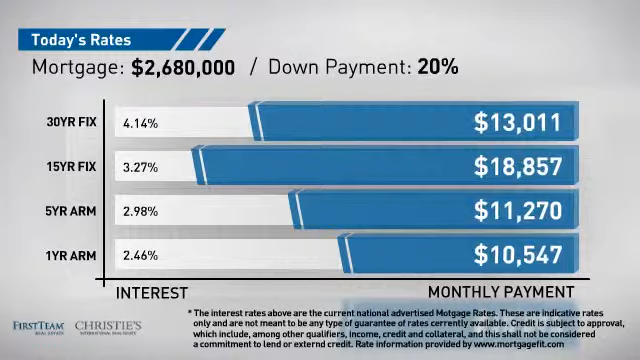 Today's Rates
Mortgage: $2,680,000 / Down Payment: 20%
30YR FIX 4.14% $13,011
15YR FIX 3.27% $18,857
5YR ARM 2.98% $11,270
1YR ARM 2.46% $10,547
INTEREST MONTHLY PAYMENT
* The interest rates above are the current national advertised Motgage Rates. These are indicative rates
only and are not meant to be any type of guarantee of rates cerrently available. Credit is subject to approval,
which include, among other qualifiers, income, credit and collateral, and this shall not be considered
a commitment to lend or externd credit. Rate information provided by www.mortgagefit.com
FIRSTTEAM CHRISTIE'S
REAL ESTATE INTERNATIONAL REAL ESTATE